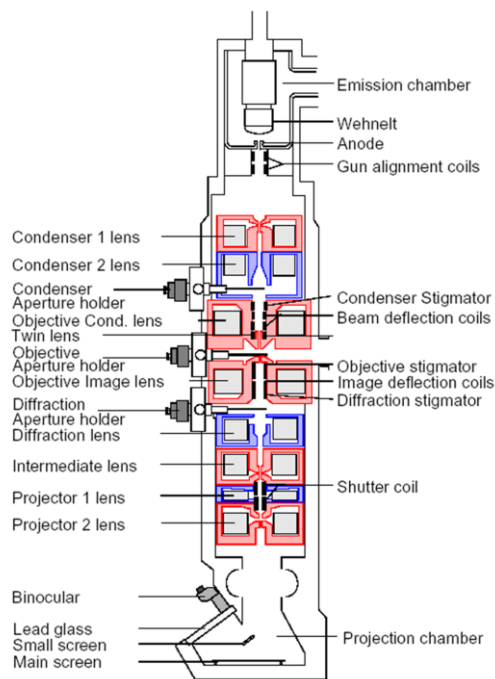 Emission chamber
Wehnelt
Anode
Gun alignment coils
Condenser 1 lens
Condenser 2 lens
Condenser
Aperture holder
Objective Cond. lens
Twin lens
Objective
Aperture holder
Objective Image lens
Diffraction
Aperture holder
Diffraction lens
Intermediate lens
Projector 1 lens
Projector 2 lens
Condenser Stigmator
Beam deflection coils
Objective stigmator
Image deflection coils
Diffraction stigmator
Shutter coil
Binocular
Lead glass
Small screen
Main screen
Projection chamber